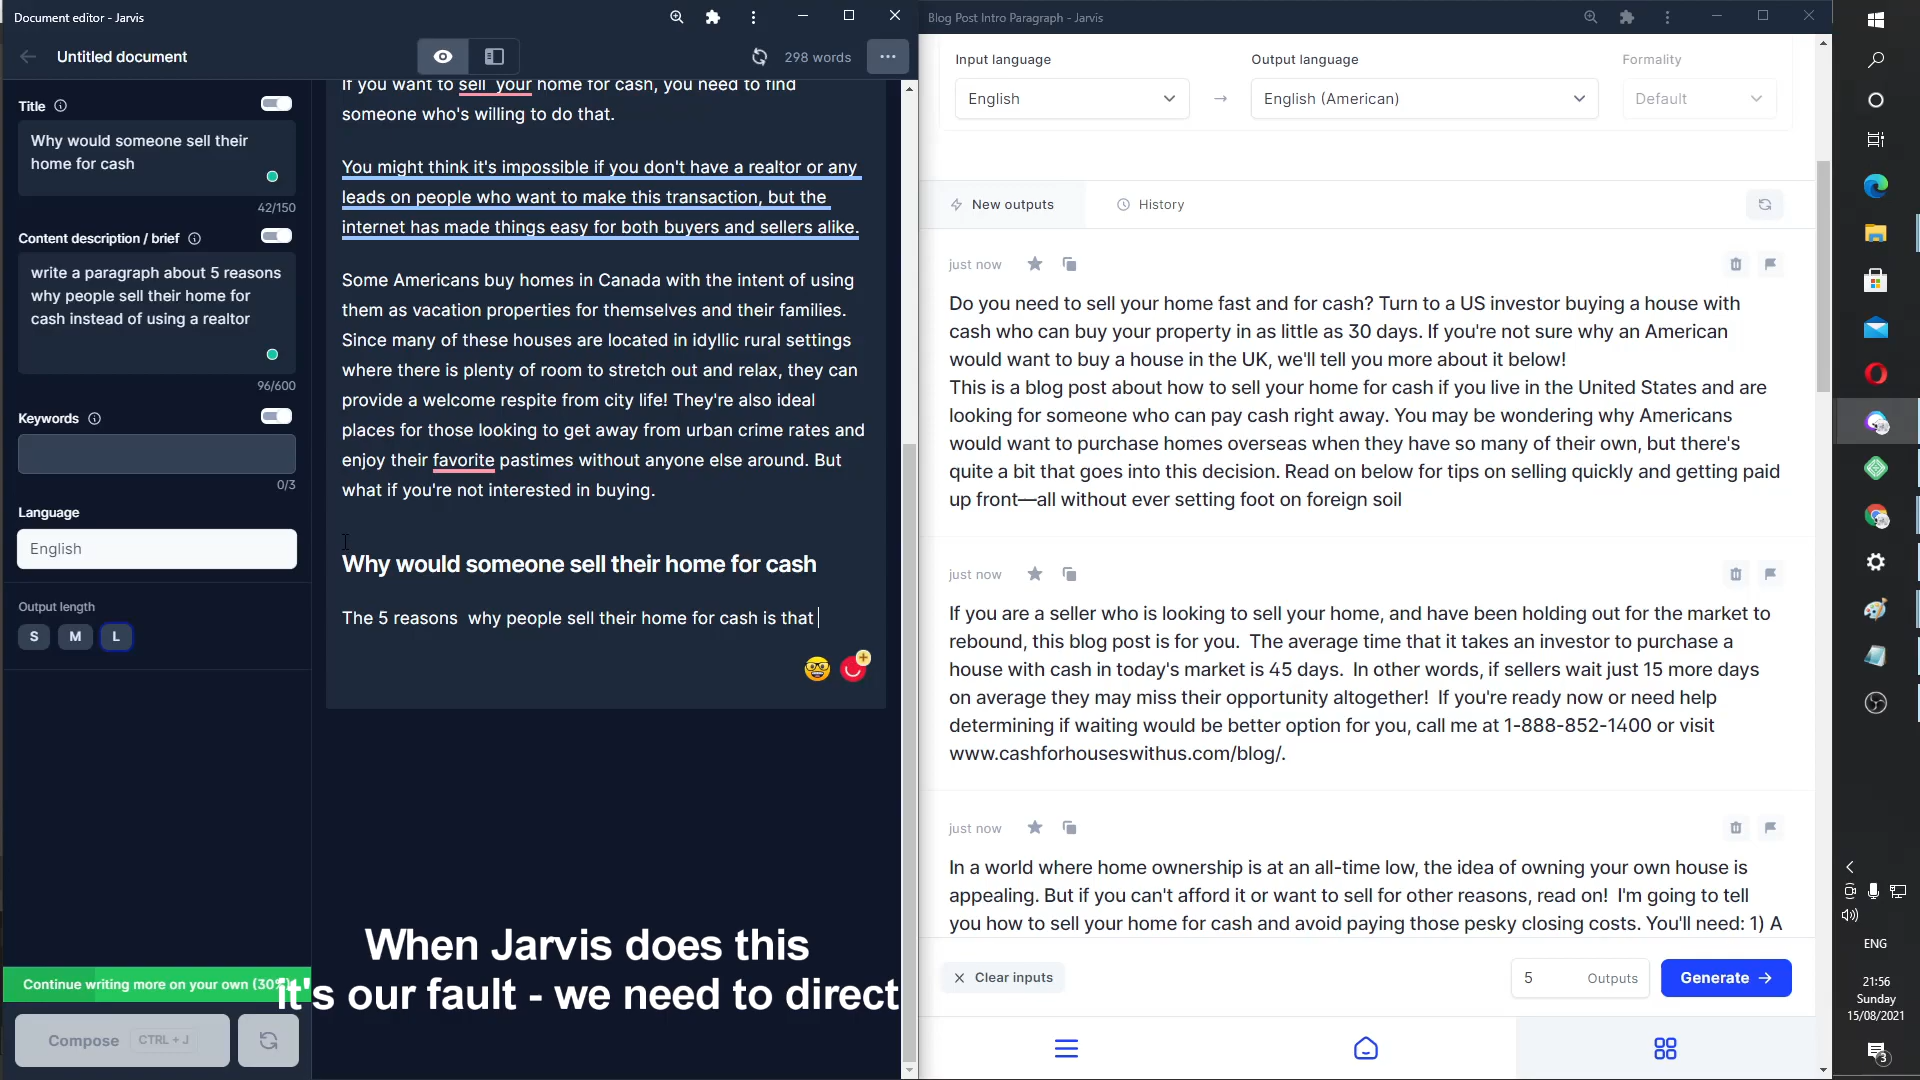 Document editor - Jarvis
Untitled document
298 words
Title
Why would someone sell their
home for cash
42/150
Content description / brief
write a paragraph about 5 reasons
why people sell their home for
cash instead of using a realtor
96/600
Keywords
0/3
Language
English
Output length
S M L
Continue writing more on your own (30%
Compose CTRL + J
If you want to sell  your home for cash, you need to find
someone who's willing to do that.
You might think it's impossible if you don't have a realtor or any
leads on people who want to make this transaction, but the
internet has made things easy for both buyers and sellers alike.
Some Americans buy homes in Canada with the intent of using
them as vacation properties for themselves and their families.
Since many of these houses are located in idyllic rural settings
where there is plenty of room to stretch out and relax, they can
provide a welcome respite from city life! They're also ideal
places for those looking to get away from urban crime rates and
enjoy their favorite pastimes without anyone else around. But
what if you're not interested in buying.
Why would someone sell their home for cash
The 5 reasons  why people sell their home for cash is that
When Jarvis does this
it's our fault - we need to direct
Blog Post Intro Paragraph - Jarvis
Input language Output language Formality
English → English (American) Default
New outputs History
just now
Do you need to sell your home fast and for cash? Turn to a US investor buying a house with
cash who can buy your property in as little as 30 days. If you're not sure why an American
would want to buy a house in the UK, we'll tell you more about it below!
This is a blog post about how to sell your home for cash if you live in the United States and are
looking for someone who can pay cash right away. You may be wondering why Americans
would want to purchase homes overseas when they have so many of their own, but there's
quite a bit that goes into this decision. Read on below for tips on selling quickly and getting paid
up front—all without ever setting foot on foreign soil
just now
If you are a seller who is looking to sell your home, and have been holding out for the market to
rebound, this blog post is for you.  The average time that it takes an investor to purchase a
house with cash in today's market is 45 days.  In other words, if sellers wait just 15 more days
on average they may miss their opportunity altogether!  If you're ready now or need help
determining if waiting would be better option for you, call me at 1-888-852-1400 or visit
www.cashforhouseswithus.com/blog/.
just now
In a world where home ownership is at an all-time low, the idea of owning your own house is
appealing. But if you can't afford it or want to sell for other reasons, read on!  I'm going to tell
you how to sell your home for cash and avoid paying those pesky closing costs. You'll need: 1) A
Clear inputs 5 Outputs Generate →
ENG
21:56
Sunday
15/08/2021
3